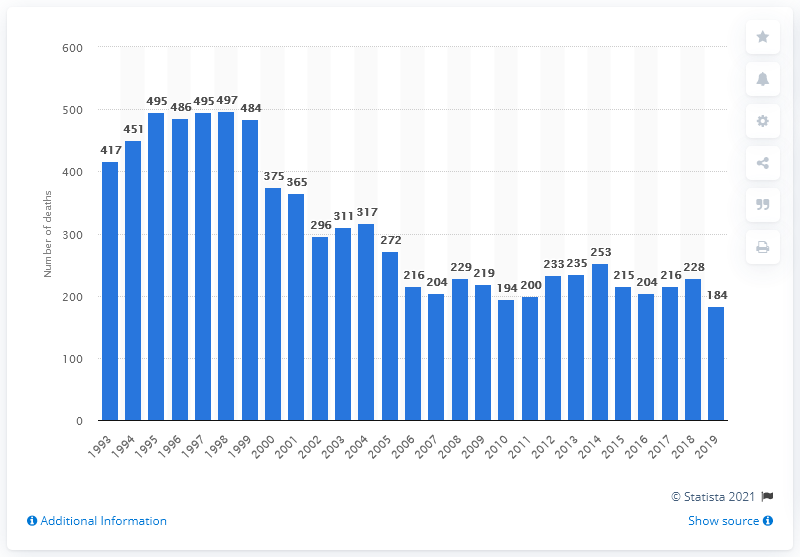 Number of deaths
600
500
400
300
200
100
0
417 451 495 486 495 497 484 375 365 296 311 317 272 216 204 229 219 194 200 233 235 253 215 204 216 228 184
1993 1994 1995 1996 1997 1998 1999 2000 2001 2002 2003 2004 2005 2006 2007 2008 2009 2010 2011 2012 2013 2014 2015 2016 2017 2018 2019
© Statista 2021
Additional Information
Show source